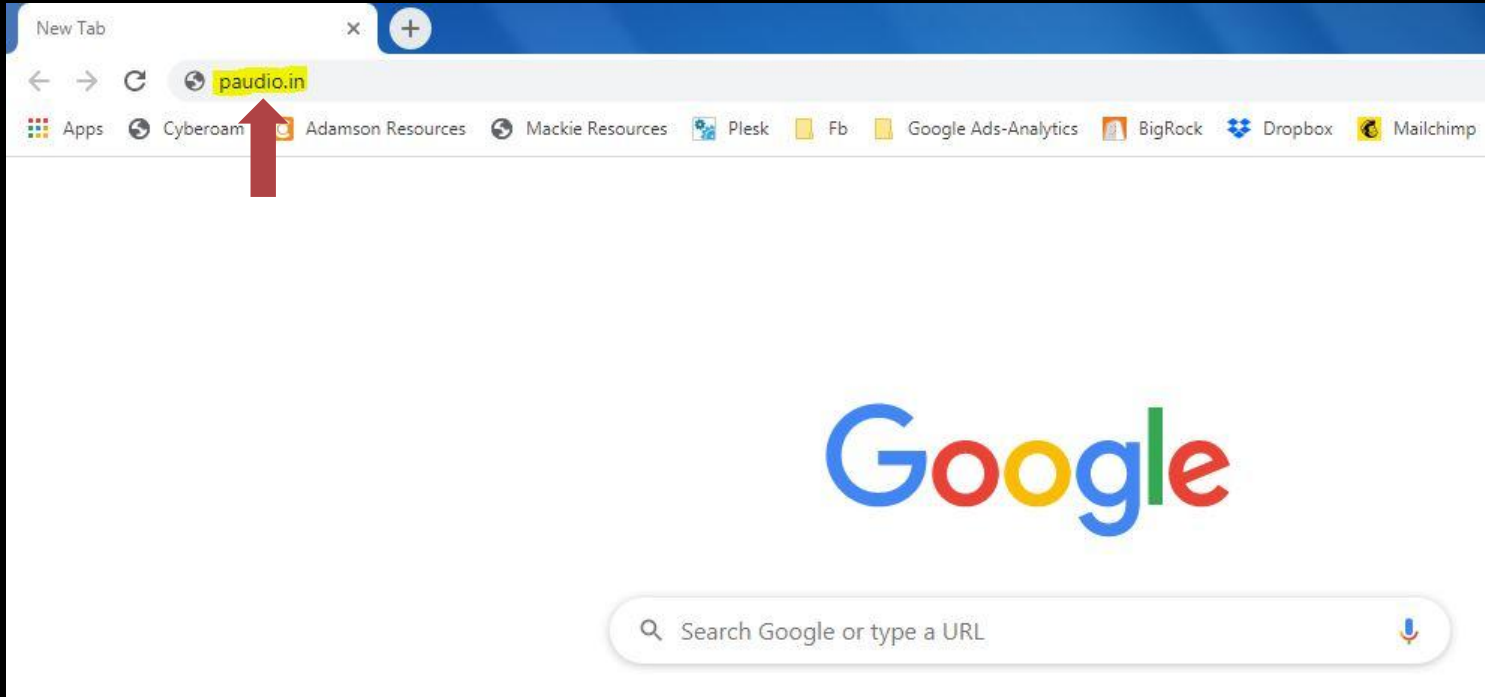 New Tab
paudio.in
Apps Cyberoam Adamson Resources Mackie Resources Plesk Fb Google Ads-Analytics BigRock Dropbox Mailchimp
Google
Search Google or type a URL